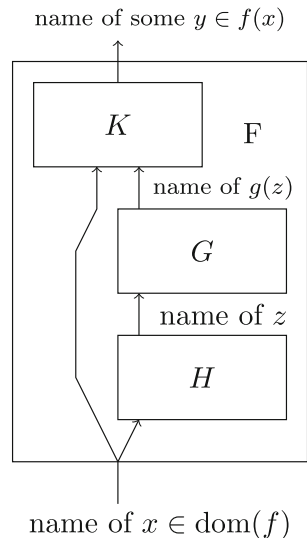 name of some y ∈ f(x)
K
F
name of g(z)
G
name of z
H
name of x ∈ dom(f)